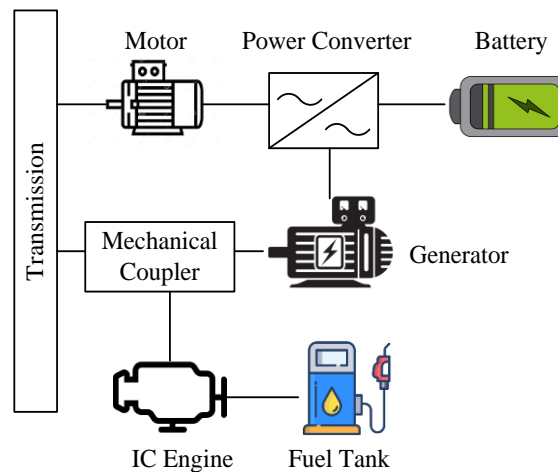 Motor
Power Converter
Battery
Transmission
Mechanical
Coupler
Generator
IC Engine
Fuel Tank